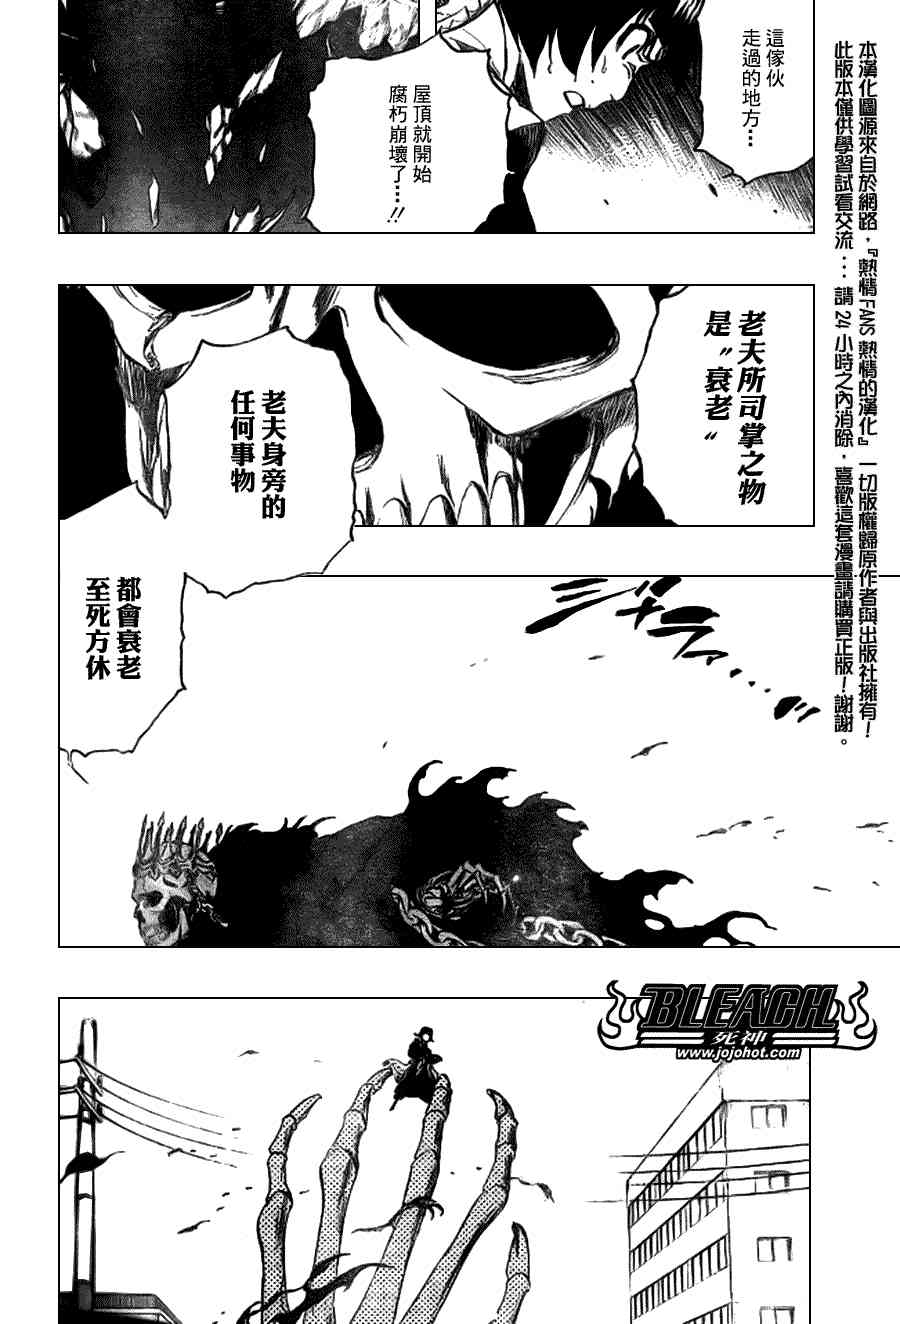 這傢伙
走過的地方…
屋頂就開始
腐朽崩壞了…!!
老夫所司掌之物
是〝衰老〞
老夫身旁的
任何事物
都會衰老
至死方休
ジャラ…ッ
本漢化圖源來自於網路，『熱情FANS熱情的漢化』一切版權歸原作者與出版社擁有！
此版本僅供學習試看交流…請24小時之內消除，喜歡這套漫畫請購買正版！謝謝。
BLEACH
死神
www.jojohot.com